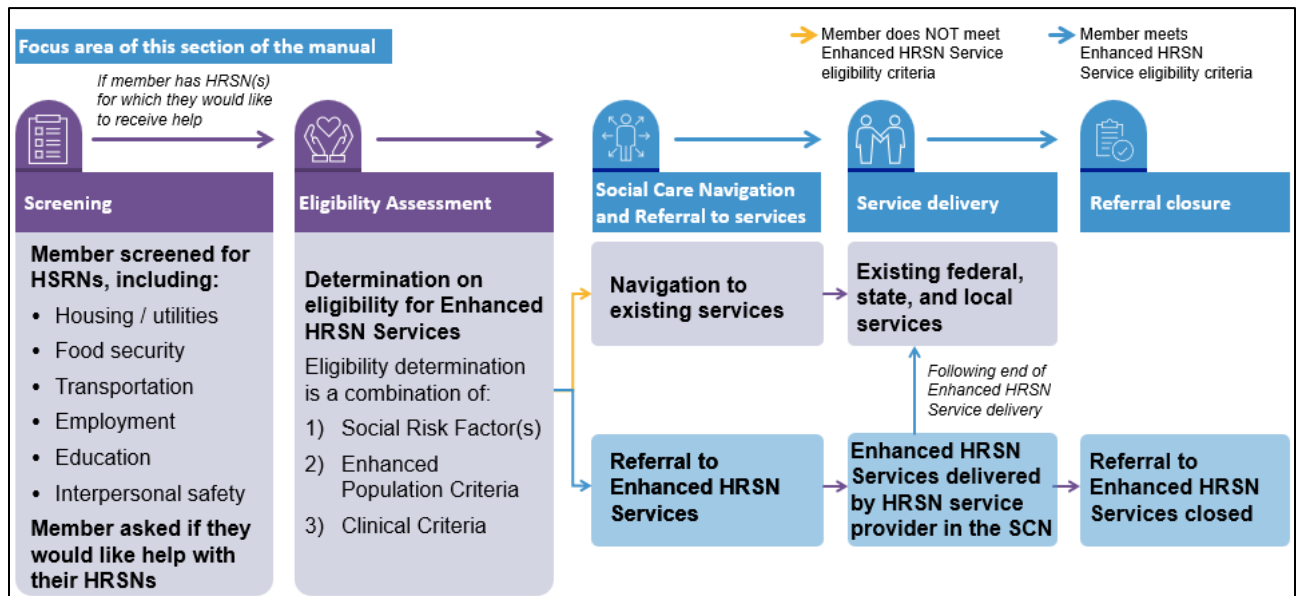 Focus area of this section of the manual
Member does NOT meet
Enhanced HRSN Service
eligibility criteria
Member meets
Enhanced HRSN
Service eligibility criteria
If member has HRSN(s)
for which they would like
to receive help
Screening
Member screened for
HSRNs, including:
• Housing / utilities
• Food security
• Transportation
• Employment
• Education
• Interpersonal safety
Member asked if they
would like help with
their HRSNs
Eligibility Assessment
Determination on
eligibility for Enhanced
HRSN Services
Eligibility determination
is a combination of:
1) Social Risk Factor(s)
2) Enhanced
Population Criteria
3) Clinical Criteria
Social Care Navigation
and Referral to services
Navigation to
existing services
Referral to
Enhanced HRSN
Services
Service delivery
Existing federal,
state, and local
services
Following end of
Enhanced HRSN
Service delivery
Enhanced HRSN
Services delivered
by HRSN service
provider in the SCN
Referral closure
Referral to
Enhanced HRSN
Services closed